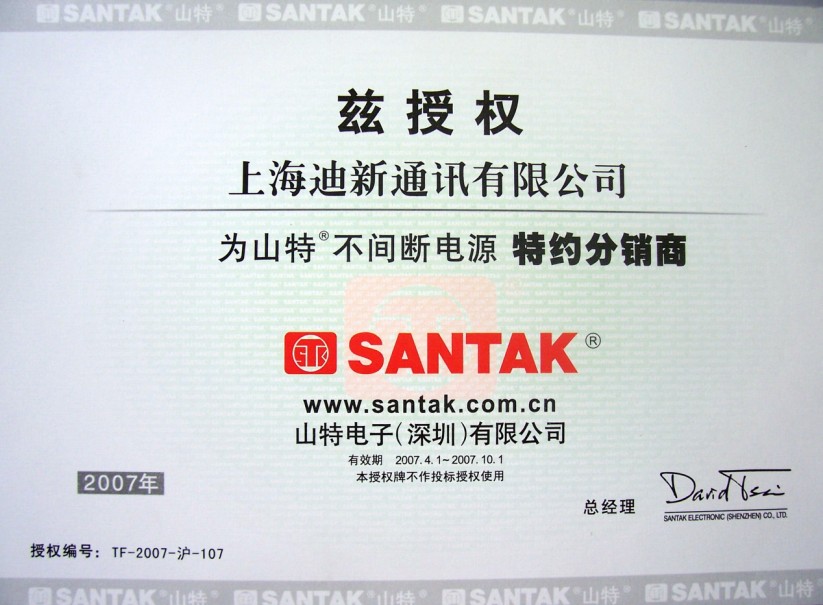 SANTAK®山特® SANTAK®山特® SANTAK®山特® SANTAK®山特®
兹授权
上海迪新通讯有限公司
为山特®不间断电源 特约分销商
SANTAK®
www.santak.com.cn
山特电子(深圳)有限公司
有效期 2007.4.1~2007.10.1
本授权牌不作投标授权使用
2007年
总经理 David Tsai
SANTAK ELECTRONIC (SHENZHEN) CO., LTD.
授权编号: TF-2007-沪-107
SANTAK®山特® SANTAK®山特® SANTAK®山特® SANTAK®山特®